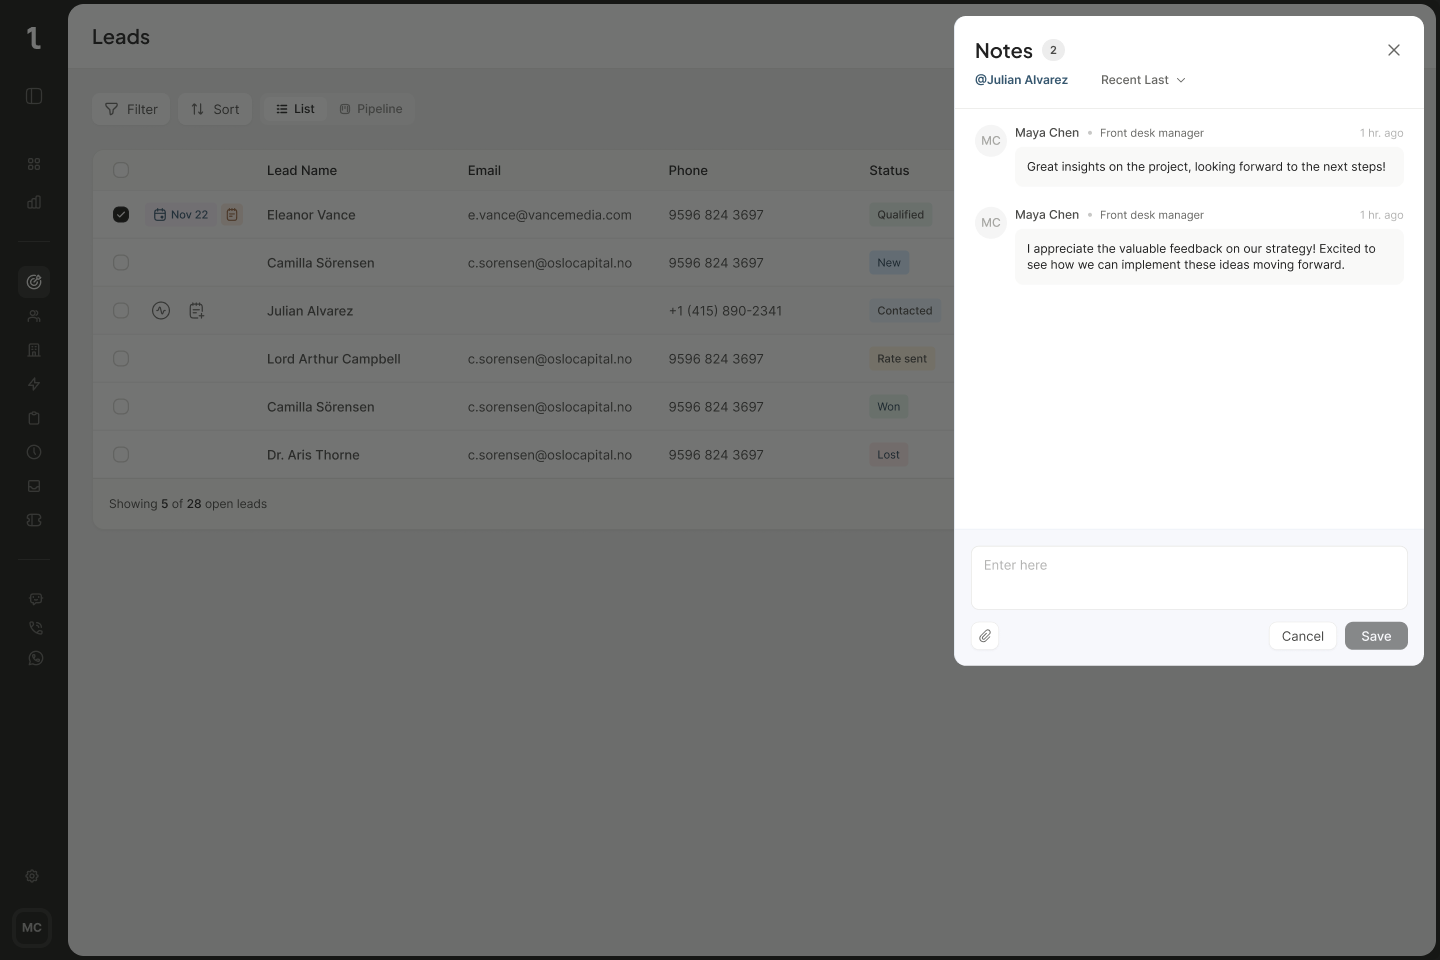 Leads
Filter
Sort
List
Pipeline
Lead Name Email Phone Status
Nov 22 Eleanor Vance e.vance@vancemedia.com 9596 824 3697 Qualified
Camilla Sörensen c.sorensen@oslocapital.no 9596 824 3697 New
Julian Alvarez +1 (415) 890-2341 Contacted
Lord Arthur Campbell c.sorensen@oslocapital.no 9596 824 3697 Rate sent
Camilla Sörensen c.sorensen@oslocapital.no 9596 824 3697 Won
Dr. Aris Thorne c.sorensen@oslocapital.no 9596 824 3697 Lost
Showing 5 of 28 open leads
MC
Notes 2
@Julian Alvarez Recent Last
MC Maya Chen • Front desk manager 1 hr. ago
Great insights on the project, looking forward to the next steps!
MC Maya Chen • Front desk manager 1 hr. ago
I appreciate the valuable feedback on our strategy! Excited to
see how we can implement these ideas moving forward.
Enter here
Cancel
Save